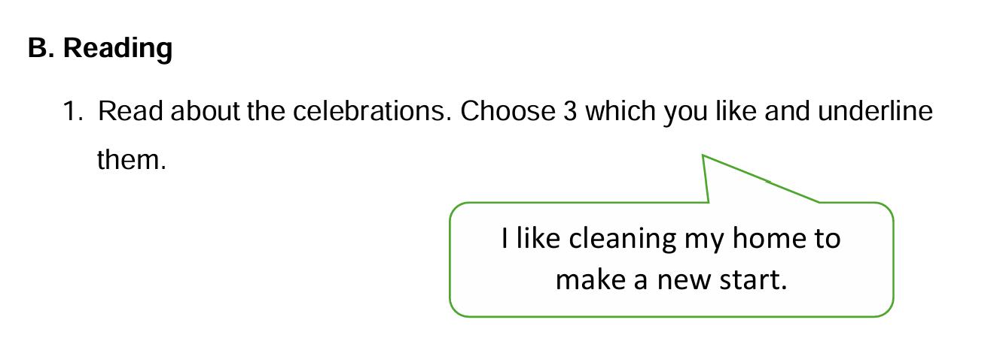 B. Reading
1. Read about the celebrations. Choose 3 which you like and underline
them.
I like cleaning my home to
make a new start.